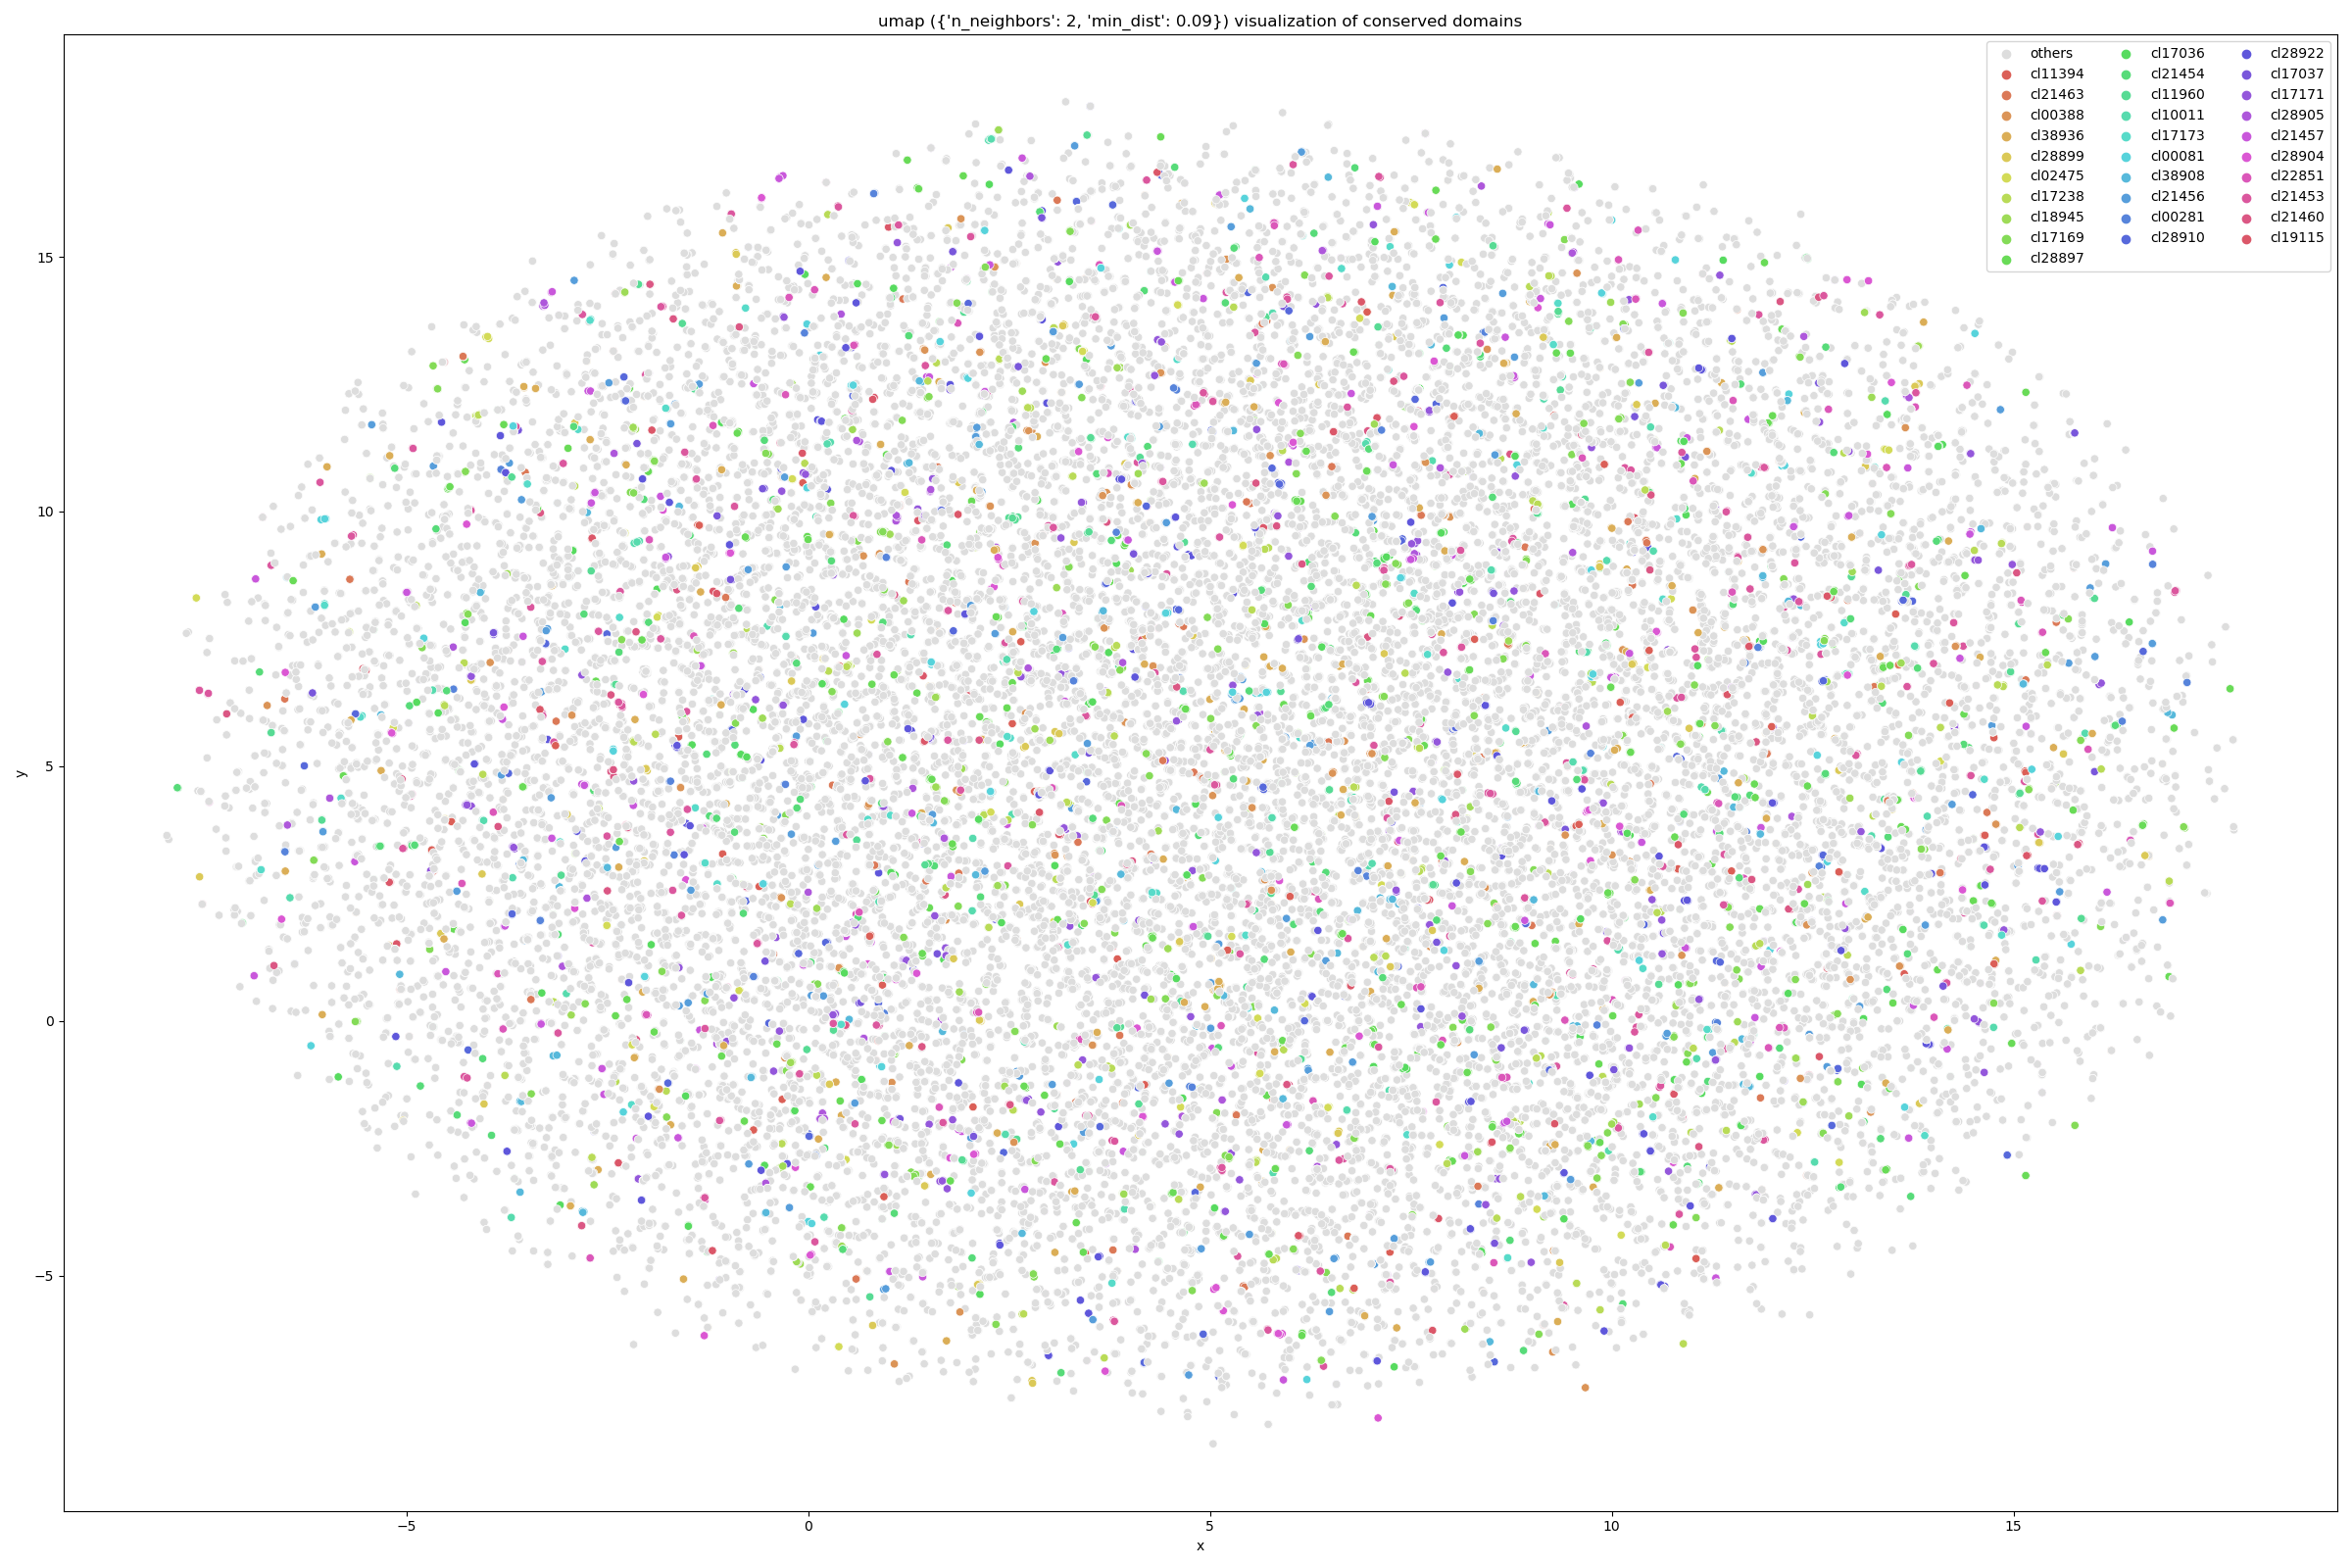 umap ({'n_neighbors': 2, 'min_dist': 0.09}) visualization of conserved domains
others
cl11394
cl21463
cl00388
cl38936
cl28899
cl02475
cl17238
cl18945
cl17169
cl28897
cl17036
cl21454
cl11960
cl10011
cl17173
cl00081
cl38908
cl21456
cl00281
cl28910
cl28922
cl17037
cl17171
cl28905
cl21457
cl28904
cl22851
cl21453
cl21460
cl19115
15
10
5
0
−5
y
−5
0
5
10
15
x